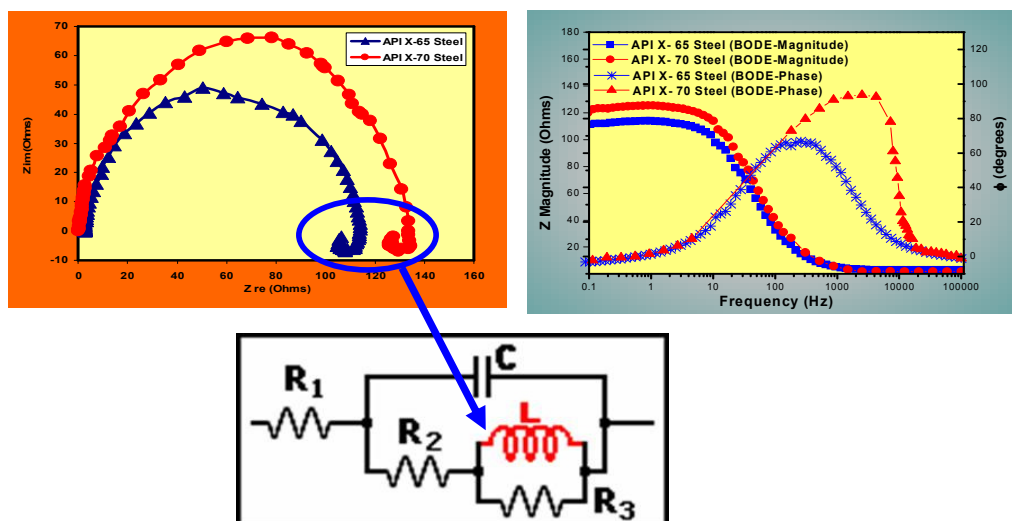 70
60
50
40
30
20
10
0
-10
Zim(Ohms)
API X-65 Steel
API X-70 Steel
0 20 40 60 80 100 120 140 160
Z re (Ohms)
180
160
140
120
100
80
60
40
20
Z Magnitude (Ohms)
API X- 65 Steel (BODE-Magnitude)
API X- 70 Steel (BODE-Magnitude)
API X- 65 Steel (BODE-Phase)
API X- 70 Steel (BODE-Phase)
120
100
80
60
40
20
0
ϕ (degrees)
0.1 1 10 100 1000 10000 100000
Frequency (Hz)
C
R1
L
R2
R3